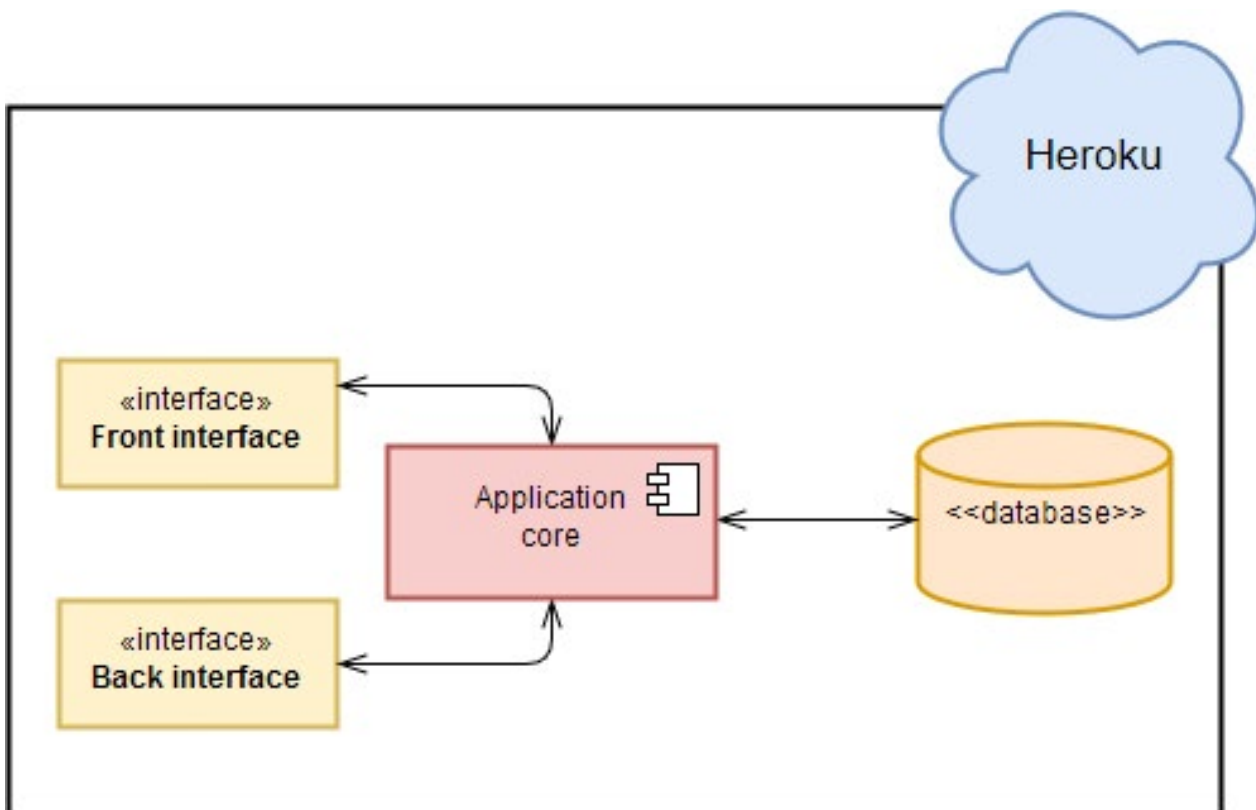 Heroku
«interface»
Front interface
Application
core
<<database>>
«interface»
Back interface